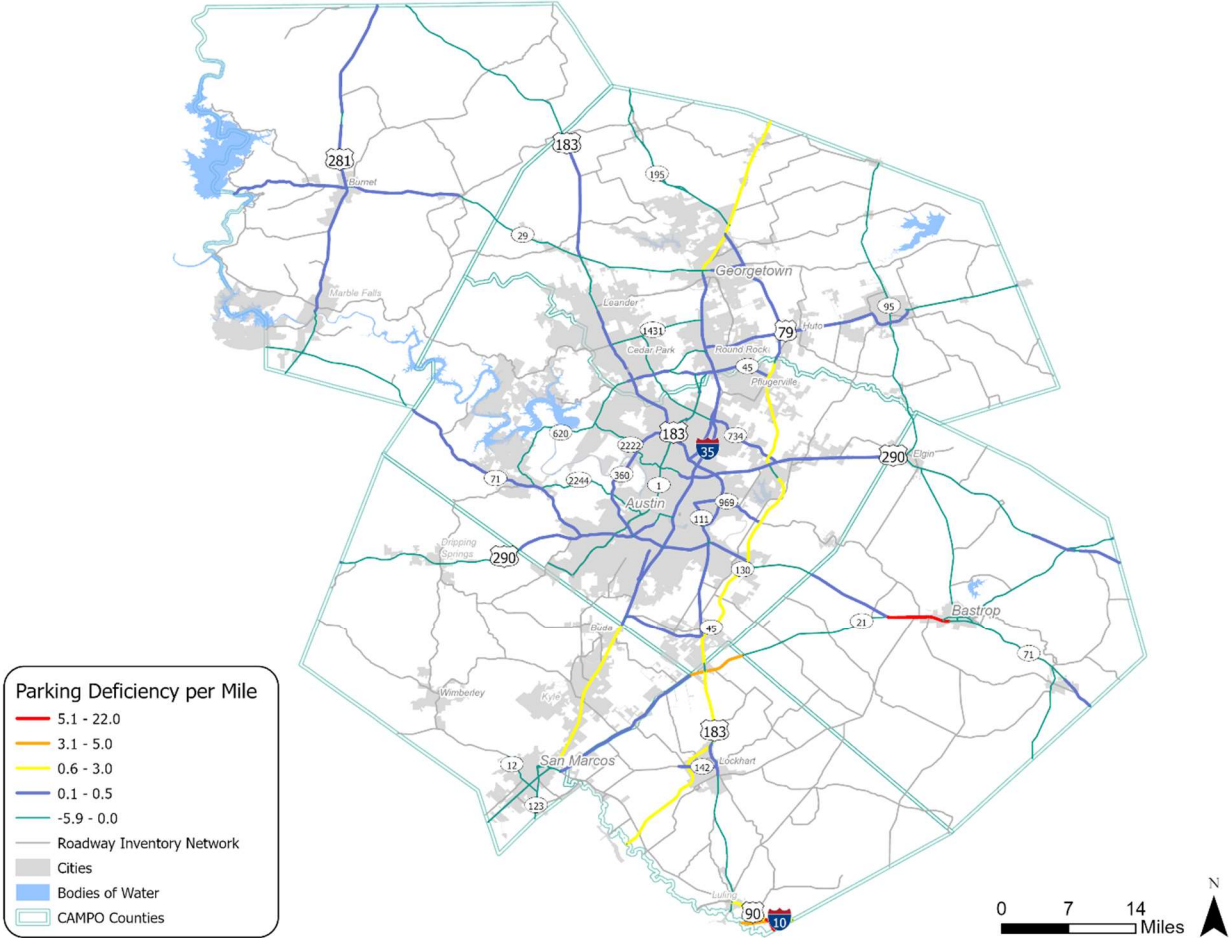 183
281
195
Burnet
29
Georgetown
Marble Falls
Leander
95
1431
79
Hutto
Cedar Park
Round Rock
45
Pflugerville
620
183
734
2222
35
290
Elgin
71
2244
360
1
969
Austin
111
Dripping
Springs
290
130
Bastrop
21
Buda
45
71
Wimberley
Kyle
183
12
San Marcos
142
Lockhart
123
Luling
90
10
Parking Deficiency per Mile
5.1 - 22.0
3.1 - 5.0
0.6 - 3.0
0.1 - 0.5
-5.9 - 0.0
Roadway Inventory Network
Cities
Bodies of Water
CAMPO Counties
N
0 7 14
Miles